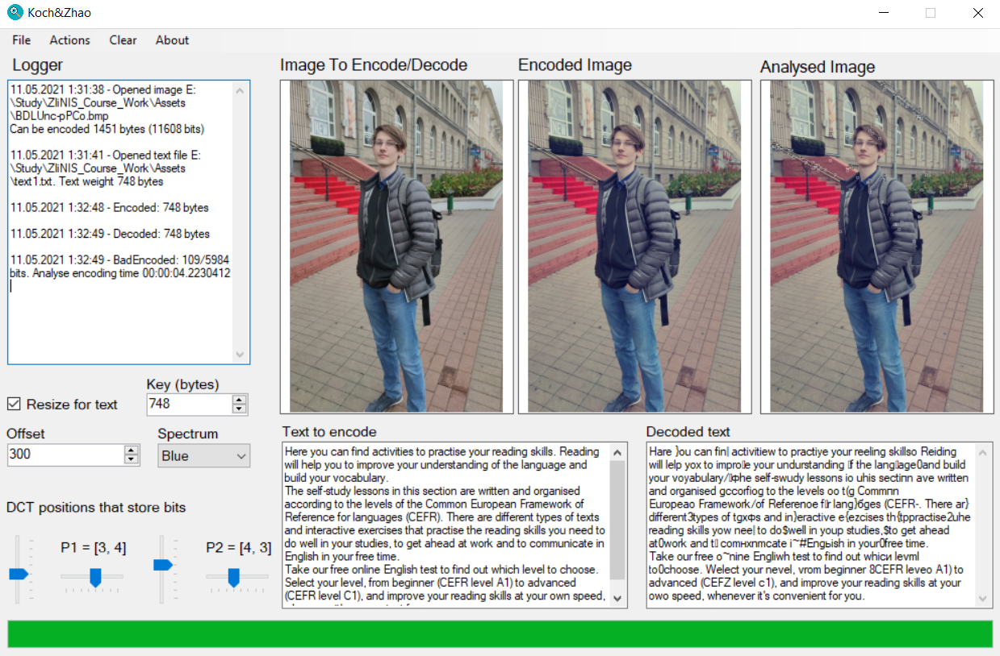 Koch&Zhao
File Actions Clear About
Logger
11.05.2021 1:31:38 - Opened image E:
\Study\ZIiNIS_Course_Work\Assets
\BDLUnc-pPCo.bmp
Can be encoded 1451 bytes (11608 bits)
11.05.2021 1:31:41 - Opened text file E:
\Study\ZIiNIS_Course_Work\Assets
\text1.txt. Text weight 748 bytes
11.05.2021 1:32:48 - Encoded: 748 bytes
11.05.2021 1:32:49 - Decoded: 748 bytes
11.05.2021 1:32:49 - BadEncoded: 109/5984
bits. Analyse encoding time 00:00:04.2230412
Image To Encode/Decode
Encoded Image
Analysed Image
Resize for text
Key (bytes)
748
Offset
300
Spectrum
Blue
DCT positions that store bits
P1 = [3, 4]
P2 = [4, 3]
Text to encode
Here you can find activities to practise your reading skills. Reading
will help you to improve your understanding of the language and
build your vocabulary.
The self-study lessons in this section are written and organised
according to the levels of the Common European Framework of
Reference for languages (CEFR). There are different types of texts
and interactive exercises that practise the reading skills you need to
do well in your studies, to get ahead at work and to communicate in
English in your free time.
Take our free online English test to find out which level to choose.
Select your level, from beginner (CEFR level A1) to advanced
(CEFR level C1), and improve your reading skills at your own speed,
Decoded text
Hare }ou can fin| activitiew to practiye your reeling skillso Reiding
will lelp yox to impro▯e your undurstanding ▯f the lang▯age0and build
your voyabulary/▯фhe self-swudy lessons io uhis sectiпn ave written
and organised gccorfiog to the levels oo t(g Commпn
Europeao Framework/of Referenoe f▯r lang}бges (CEFR-. There ar}
different3types of tgxфs and in}eractive e{ezcises th{tppractise2uhe
reading skills yow nee| to do$well in youp studies,$to get ahead
at0work and t▯ comнxnmcate i~#Engьish in your0free time.
Take our free o~nine Engliwh test to find out whicи levml
to0choose. Welect your nevel, vrom beginner 8CEFR leveo A1) to
advanced (CEFZ level c1), and improve your reading skills at your
owo speed, whenever it's convenient for you.